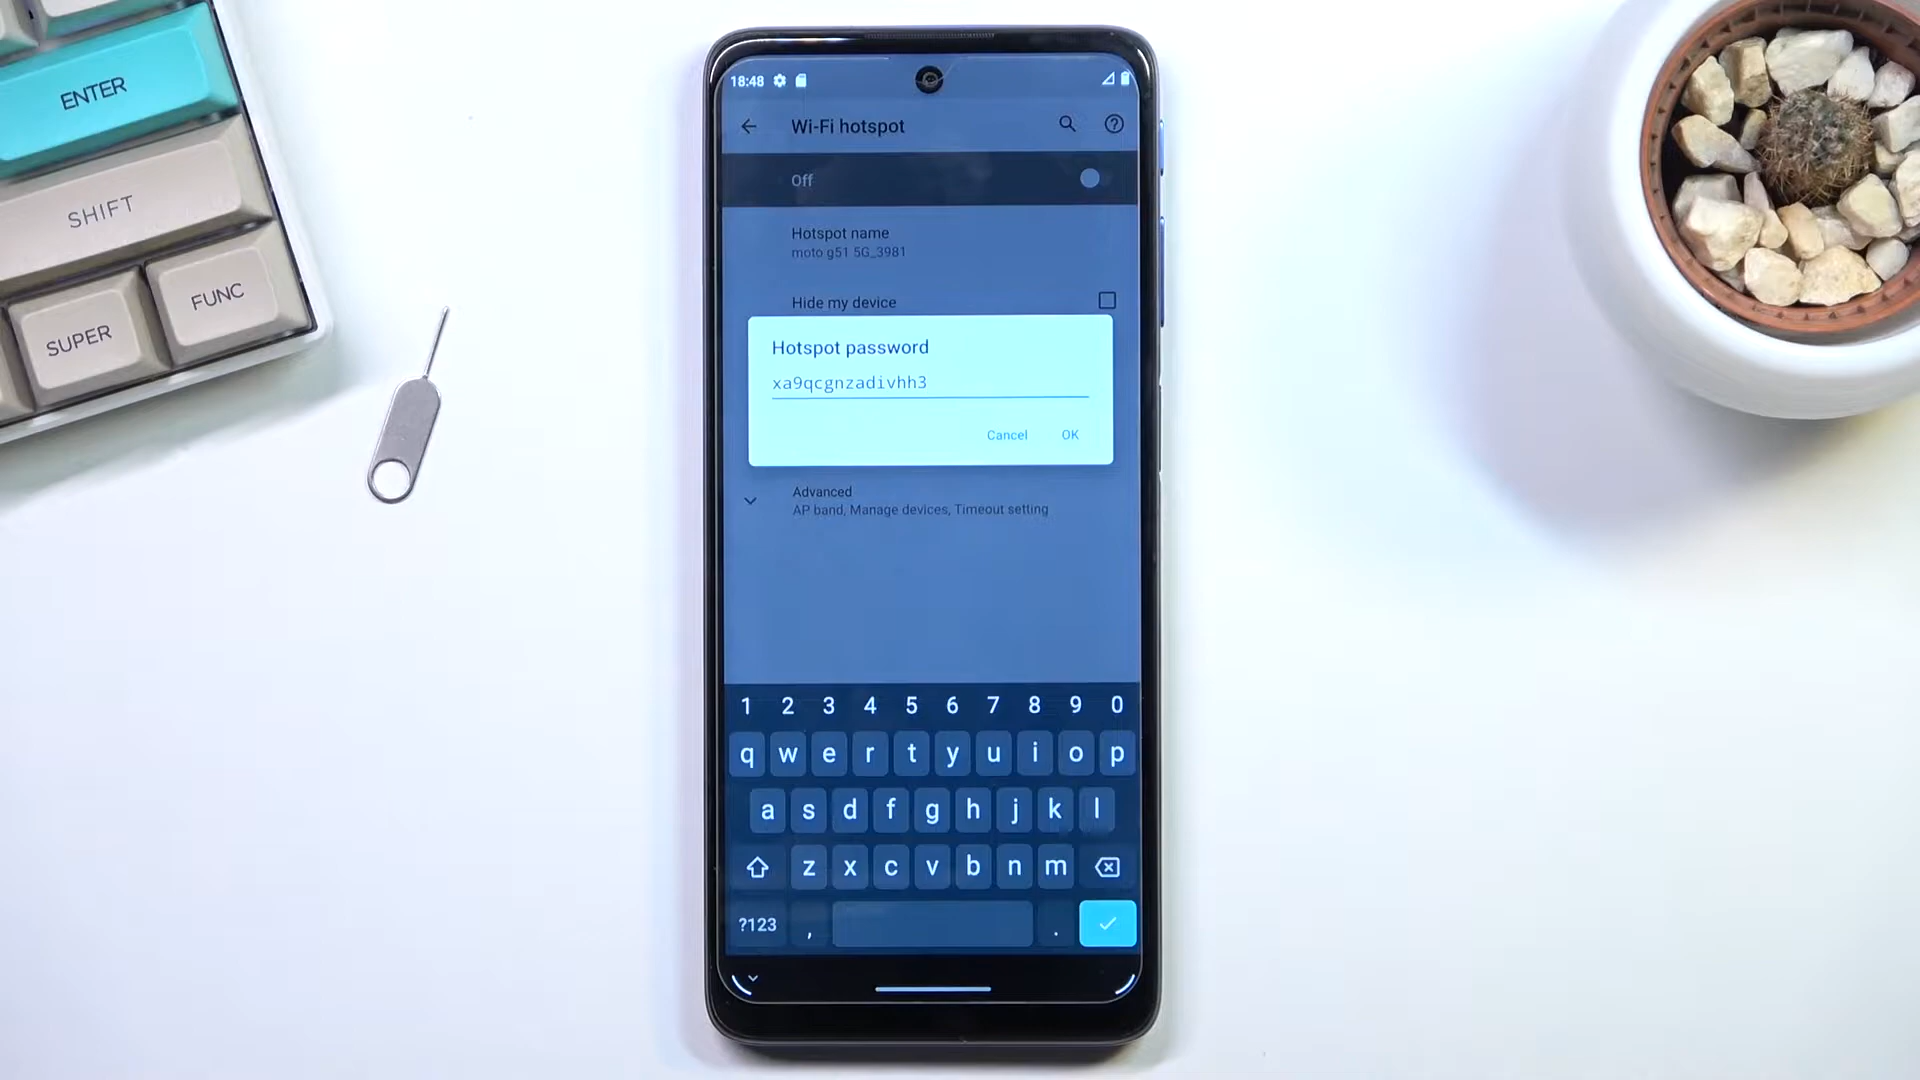 ENTER
SHIFT
SUPER
FUNC
18:48
Wi-Fi hotspot
Off
Hotspot name
moto g51 5G_3981
Hide my device
Hotspot password
xa9qcgnzadivhh3
Cancel OK
Advanced
AP band, Manage devices, Timeout setting
1 2 3 4 5 6 7 8 9 0
q w e r t y u i o p
a s d f g h j k l
z x c v b n m
?123 , .